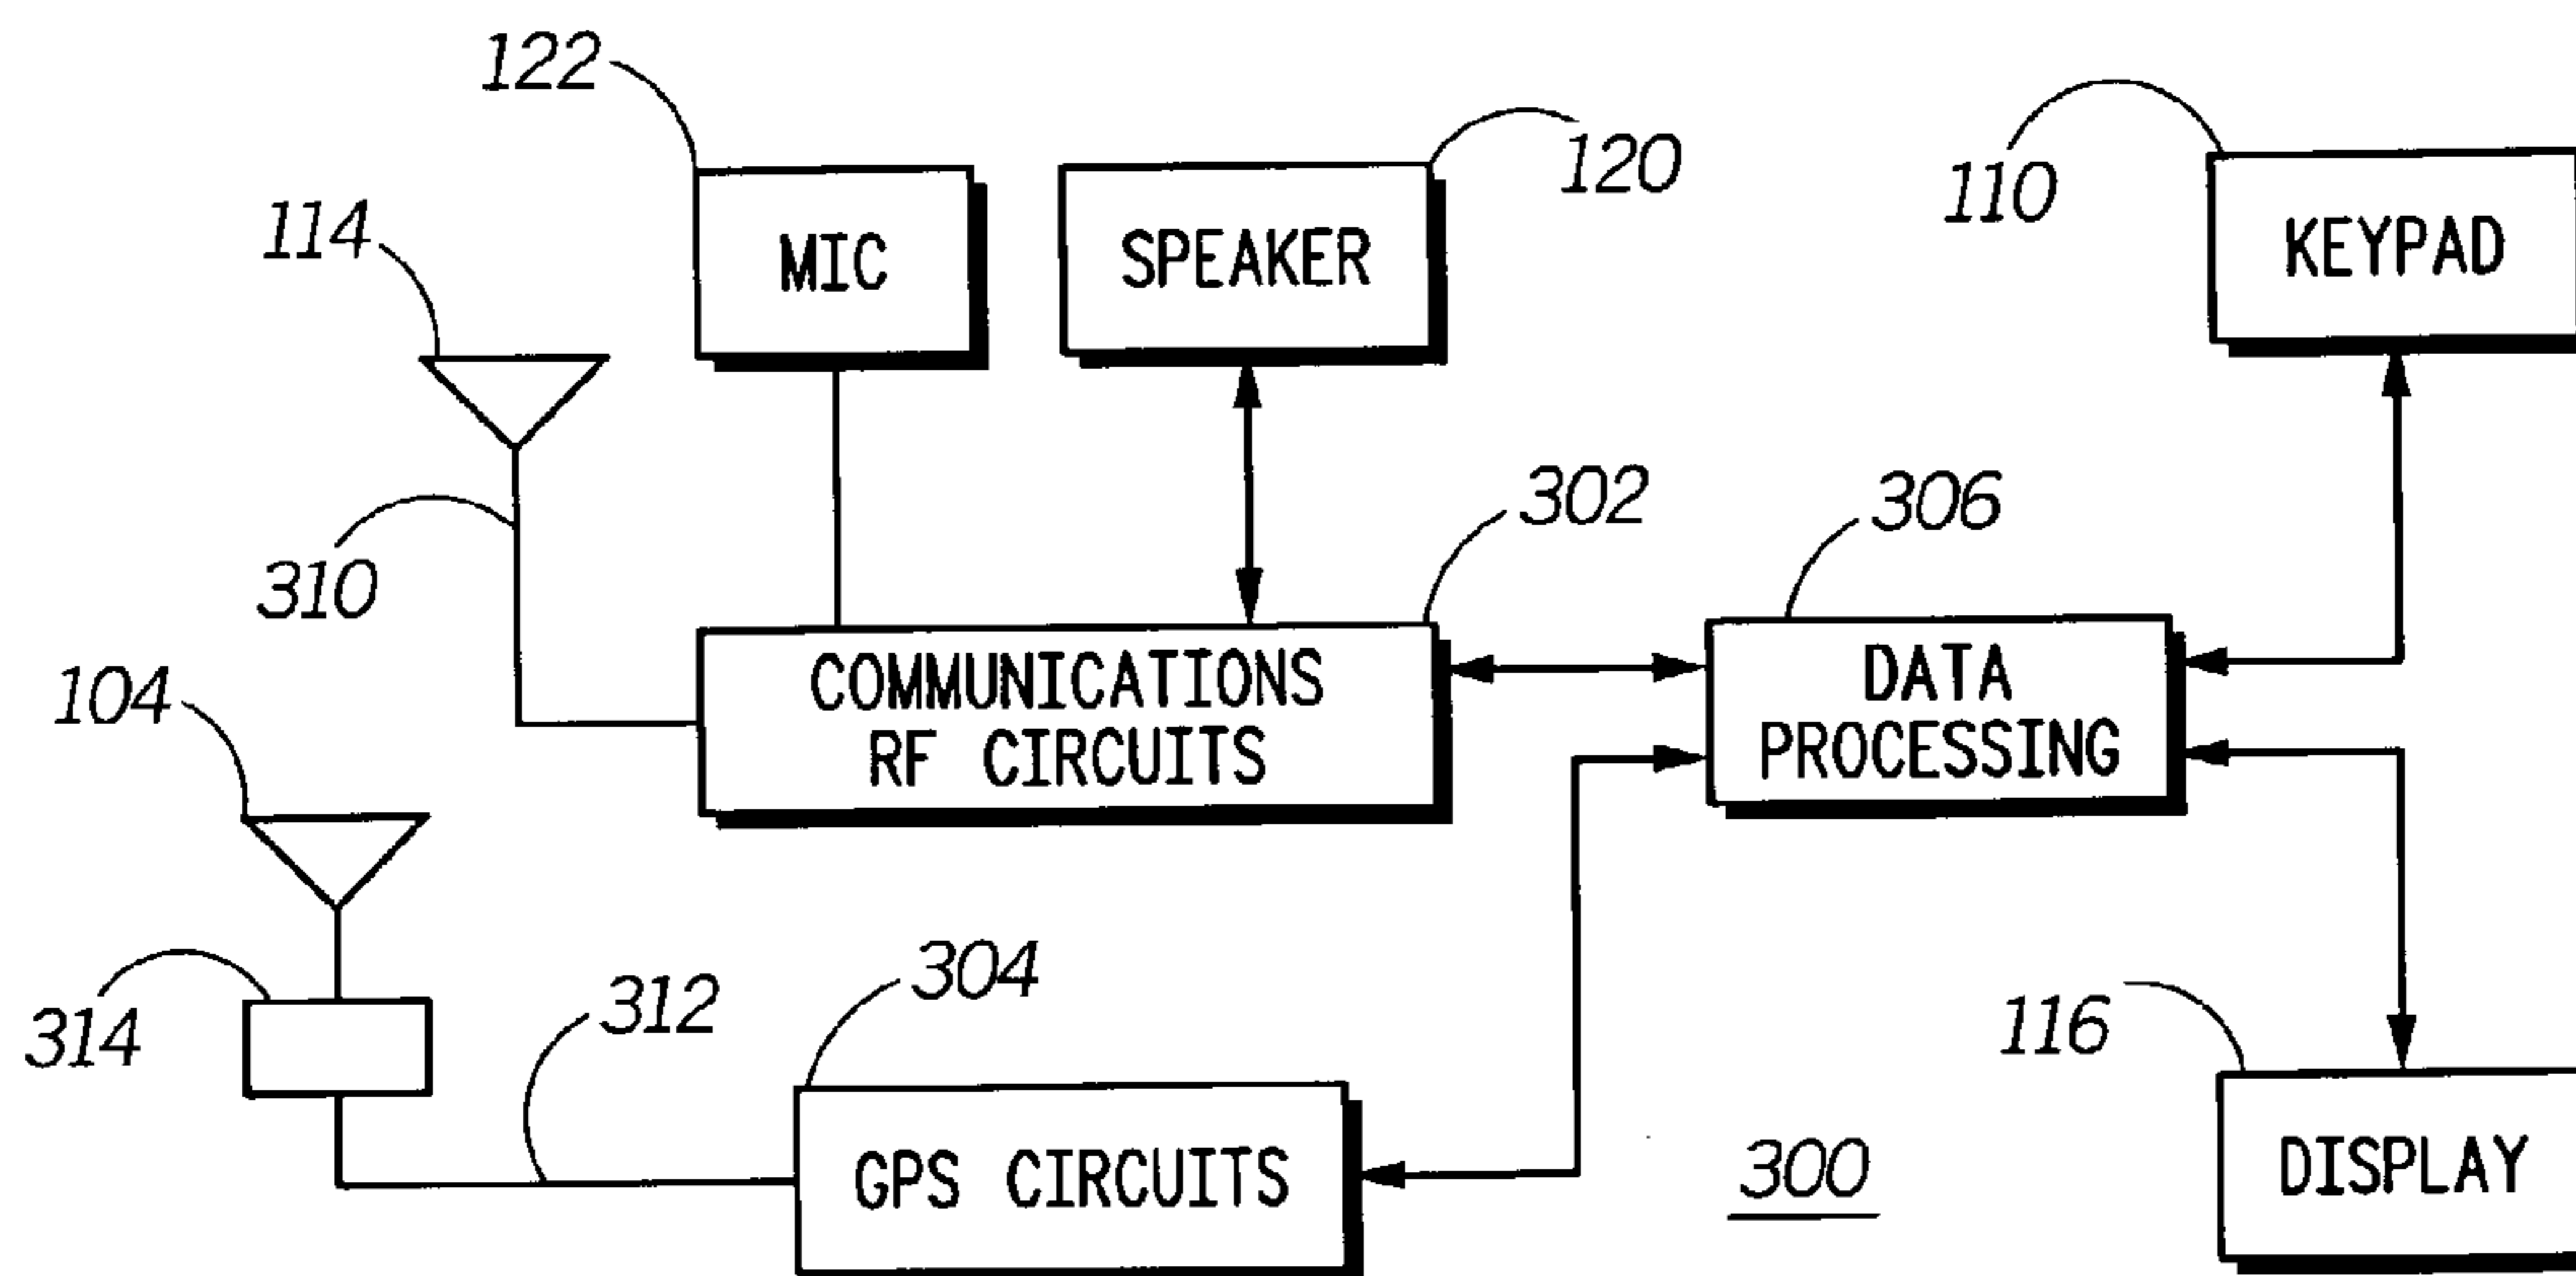 122
MIC
SPEAKER
120
110
KEYPAD
114
310
302
306
COMMUNICATIONS
RF CIRCUITS
DATA
PROCESSING
104
314
312
304
GPS CIRCUITS
300
116
DISPLAY